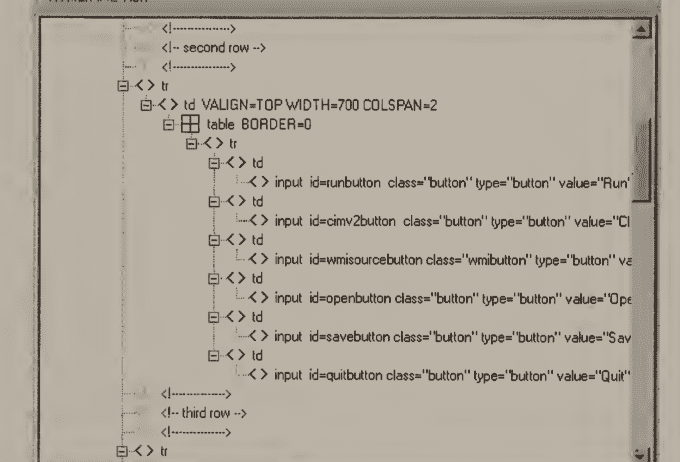 <!--------------->
<!-- second row -->
<!-------------->
<> tr
<> td VALIGN=TOP WIDTH=700 COLSPAN=2
table BORDER=0
<> tr
<> td
<> input id=runbutton class="button" type="button" value="Run"
<> td
<> input id=cimv2button class="button" type="button" value="CI
<> td
<> input id=wmisourcebutton class="wmibutton" type="button" va
<> td
<> input id=openbutton class="button" type="button" value="Ope
<> td
<> input id=savebutton class="button" type="button" value="Sav
<> td
<> input id=quitbutton class="button" type="button" value="Quit"
<!-------------->
<!-- third row -->
<!-------------->
<> tr